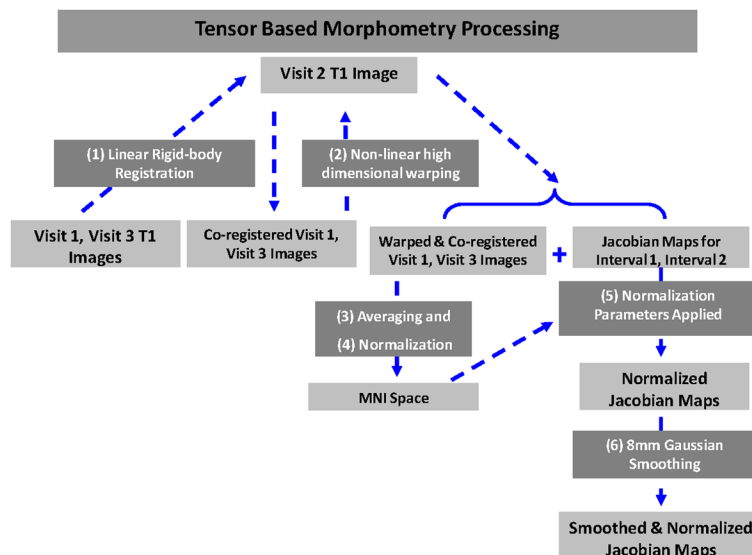 Tensor Based Morphometry Processing
Visit 2 T1 Image
(1) Linear Rigid-body
Registration
(2) Non-linear high
dimensional warping
Visit 1, Visit 3 T1
Images
Co-registered Visit 1,
Visit 3 Images
Warped & Co-registered
Visit 1, Visit 3 Images
+
Jacobian Maps for
Interval 1, Interval 2
(3) Averaging and
(4) Normalization
(5) Normalization
Parameters Applied
MNI Space
Normalized
Jacobian Maps
(6) 8mm Gaussian
Smoothing
Smoothed & Normalized
Jacobian Maps